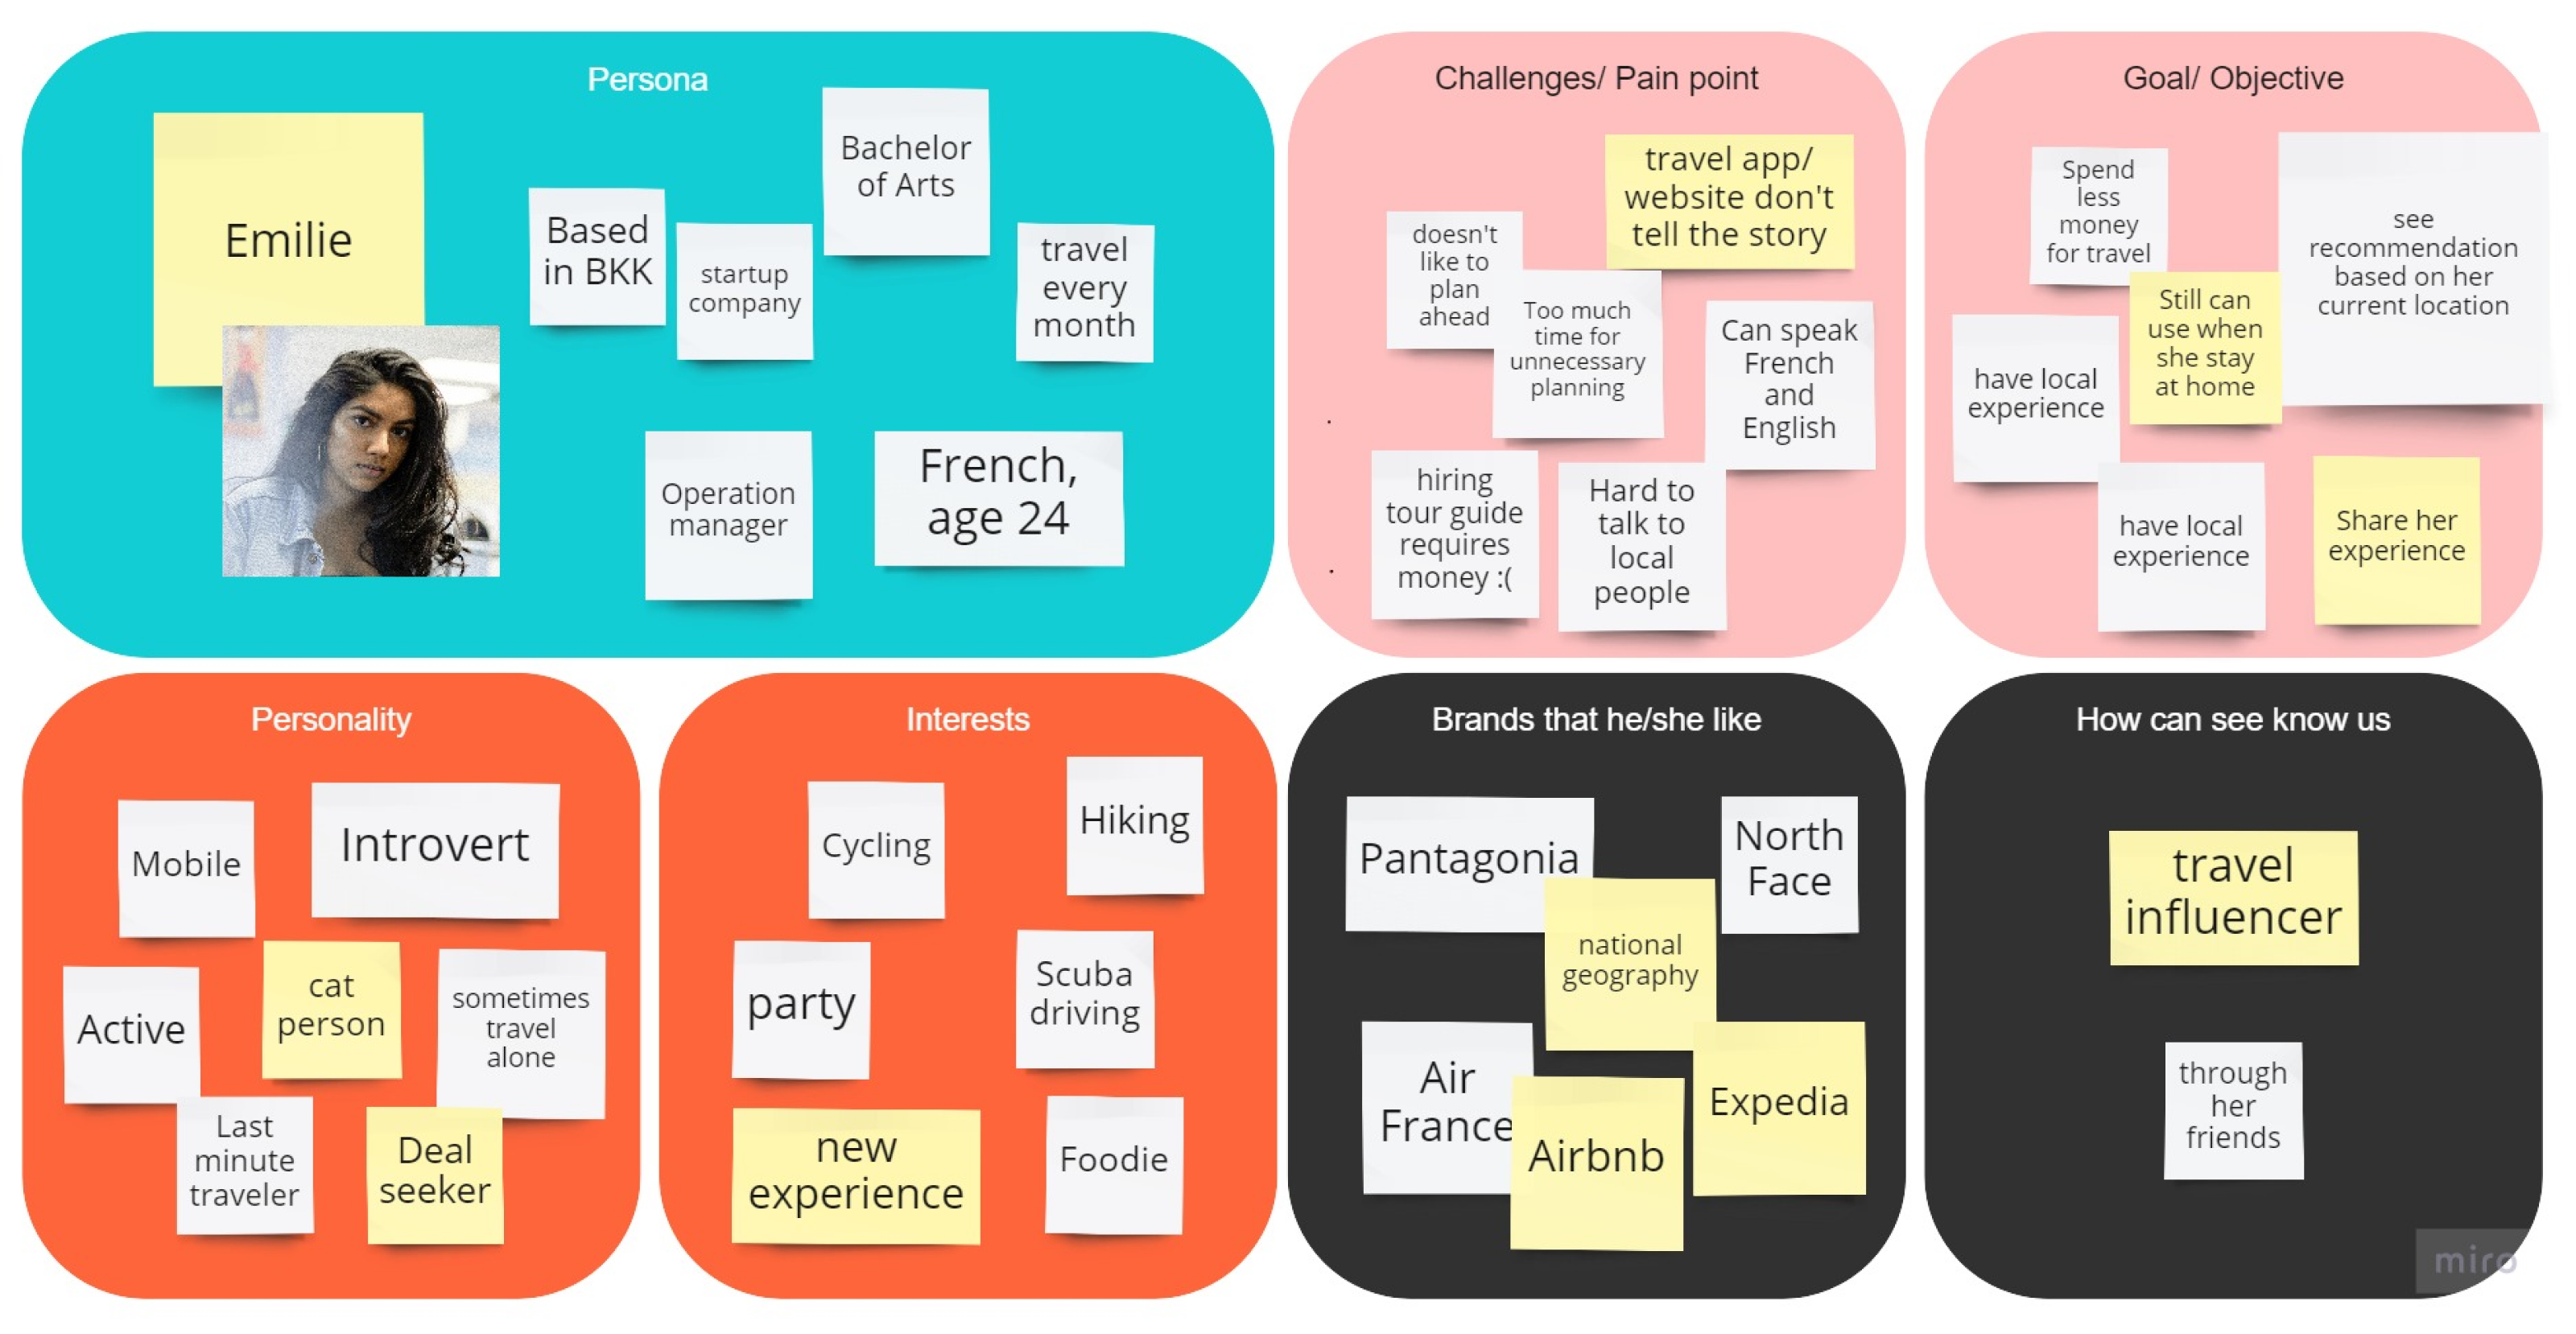 Persona
Emilie
Based
in BKK
startup
company
Bachelor
of Arts
travel
every
month
Operation
manager
French,
age 24
Challenges/ Pain point
travel app/
website don't
tell the story
doesn't
like to
plan
ahead
Too much
time for
unnecessary
planning
Can speak
French
and
English
hiring
tour guide
requires
money :(
Hard to
talk to
local
people
Goal/ Objective
Spend
less
money
for travel
see
recommendation
based on her
current location
Still can
use when
she stay
at home
have local
experience
have local
experience
Share her
experience
Personality
Mobile
Introvert
Active
cat
person
sometimes
travel
alone
Last
minute
traveler
Deal
seeker
Interests
Cycling
Hiking
party
Scuba
driving
new
experience
Foodie
Brands that he/she like
Pantagonia
North
Face
national
geography
Air
France
Airbnb
Expedia
How can see know us
travel
influencer
through
her
friends
miro